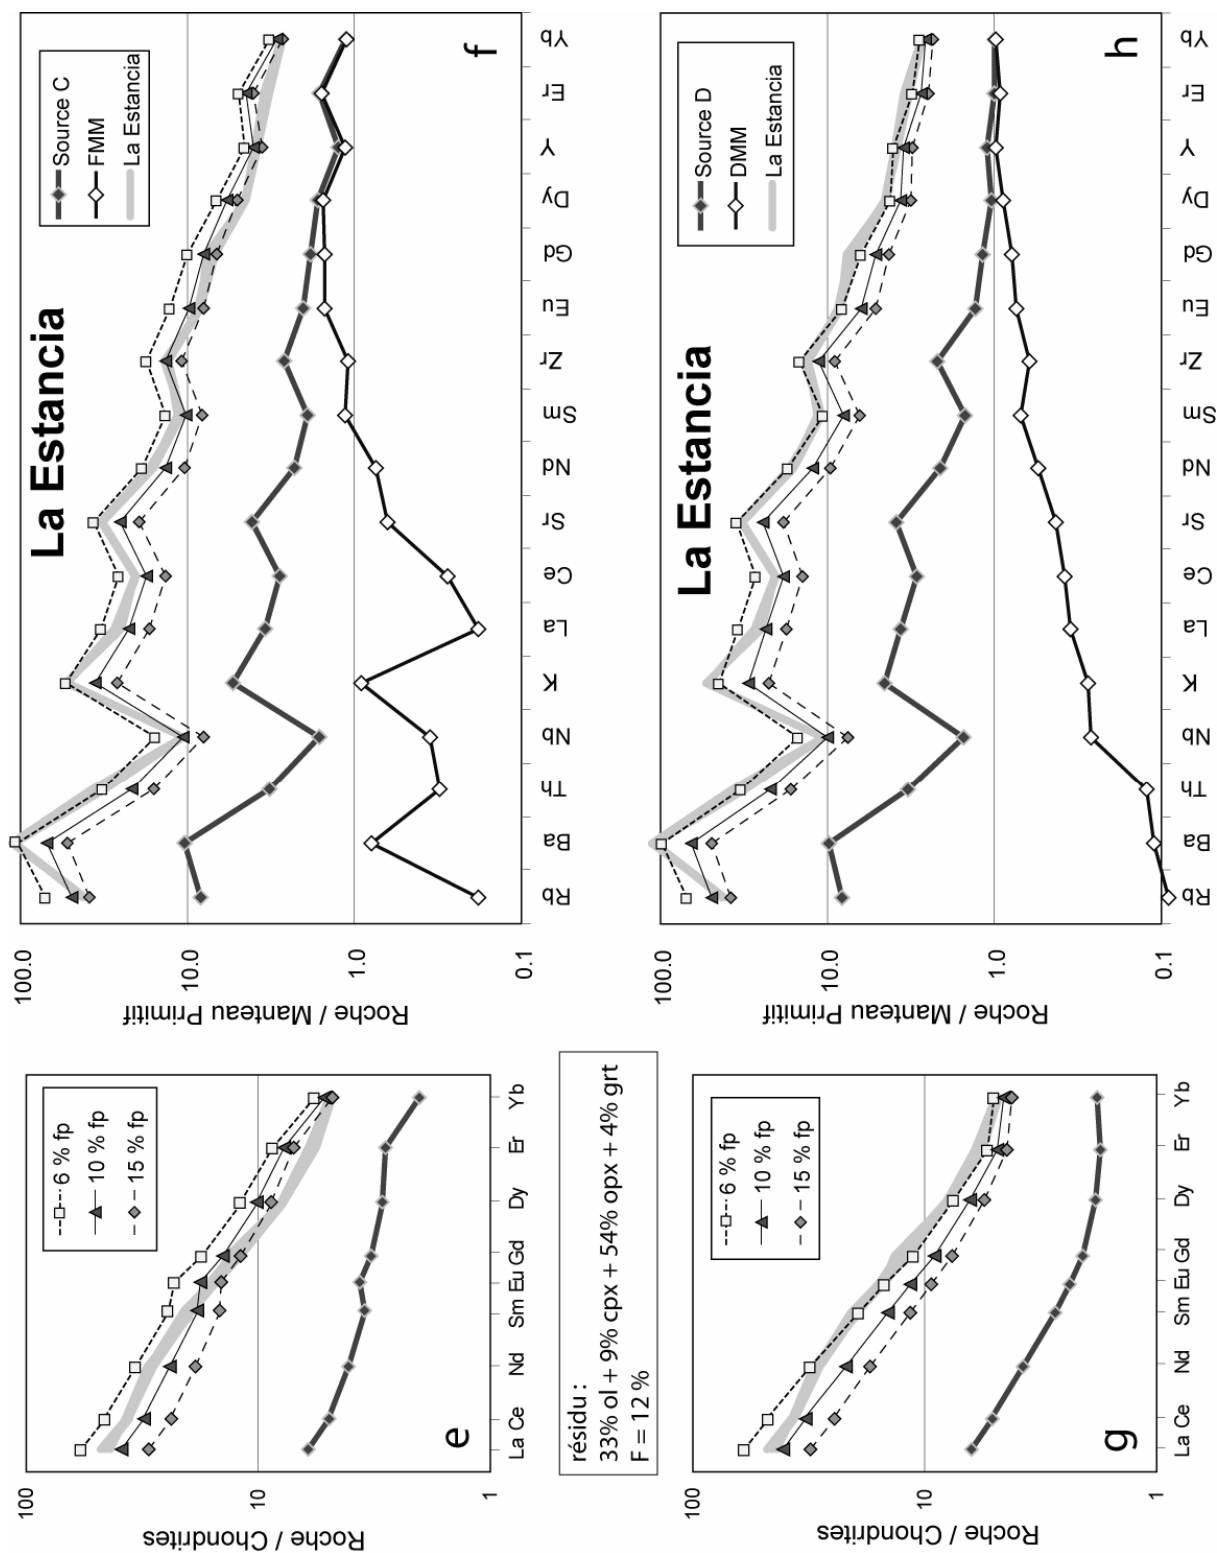 La Estancia
Source C
FMM
La Estancia
f
100.0
10.0
1.0
0.1
Roche / Manteau Primitif
Rb Ba Th Nb K La Ce Sr Nd Sm Zr Eu Gd Dy Y Er Yb
La Estancia
Source D
DMM
La Estancia
h
100.0
10.0
1.0
0.1
Roche / Manteau Primitif
Rb Ba Th Nb K La Ce Sr Nd Sm Zr Eu Gd Dy Y Er Yb
6 % fp
10 % fp
15 % fp
e
100
10
1
Roche / Chondrites
La Ce Nd Sm Eu Gd Dy Er Yb
résidu :
33% ol + 9% cpx + 54% opx + 4% grt
F = 12 %
6 % fp
10 % fp
15 % fp
g
100
10
1
Roche / Chondrites
La Ce Nd Sm Eu Gd Dy Er Yb